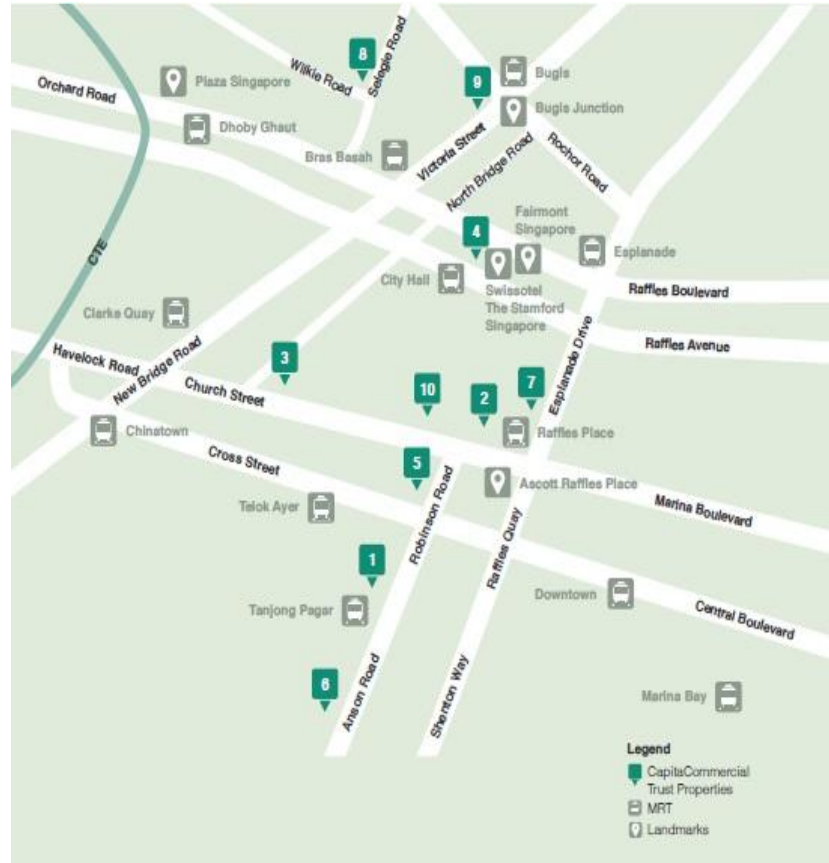 8
Wilkie Road
Selegie Road
Plaza Singapore
Orchard Road
9
Bugis
Bugis Junction
Dhoby Ghaut
Bras Basah
Victoria Street
North Bridge Road
Rochor Road
CTE
4
Fairmont
Singapore
Esplanade
City Hall
Swissotel
The Stamford
Singapore
Raffles Boulevard
Raffles Avenue
Clarke Quay
Havelock Road
New Bridge Road
3
Church Street
10
2
7
Esplanade Drive
Raffles Place
Chinatown
Cross Street
5
Ascott Raffles Place
Marina Boulevard
Telok Ayer
Robinson Road
Raffles Quay
1
Tanjong Pagar
Downtown
Central Boulevard
6
Anson Road
Shenton Way
Marina Bay
Legend
CapitaCommercial
Trust Properties
MRT
Landmarks